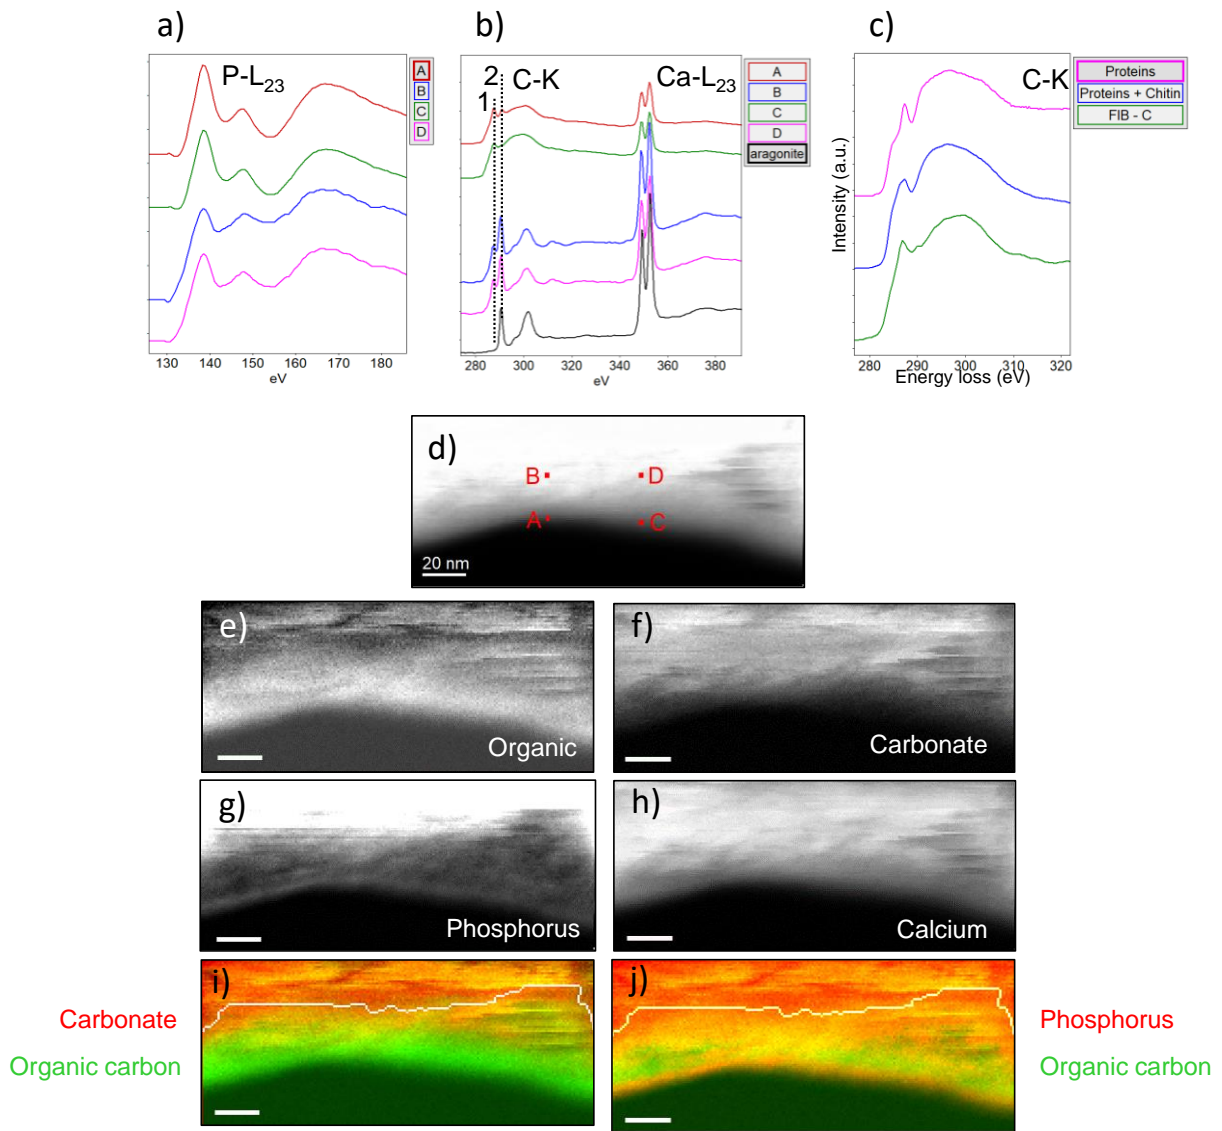 a)
P-L23
A
B
C
D
130 140 150 160 170 180
eV
b)
2
1
C-K
Ca-L23
A
B
C
D
aragonite
280 300 320 340 360 380
eV
c)
C-K
Proteins
Proteins + Chitin
FIB - C
Intensity (a.u.)
280 290 300 310 322
Energy loss (eV)
d)
B D
A C
20 nm
e)
Organic
f)
Carbonate
g)
Phosphorus
h)
Calcium
i)
Carbonate
Organic carbon
j)
Phosphorus
Organic carbon